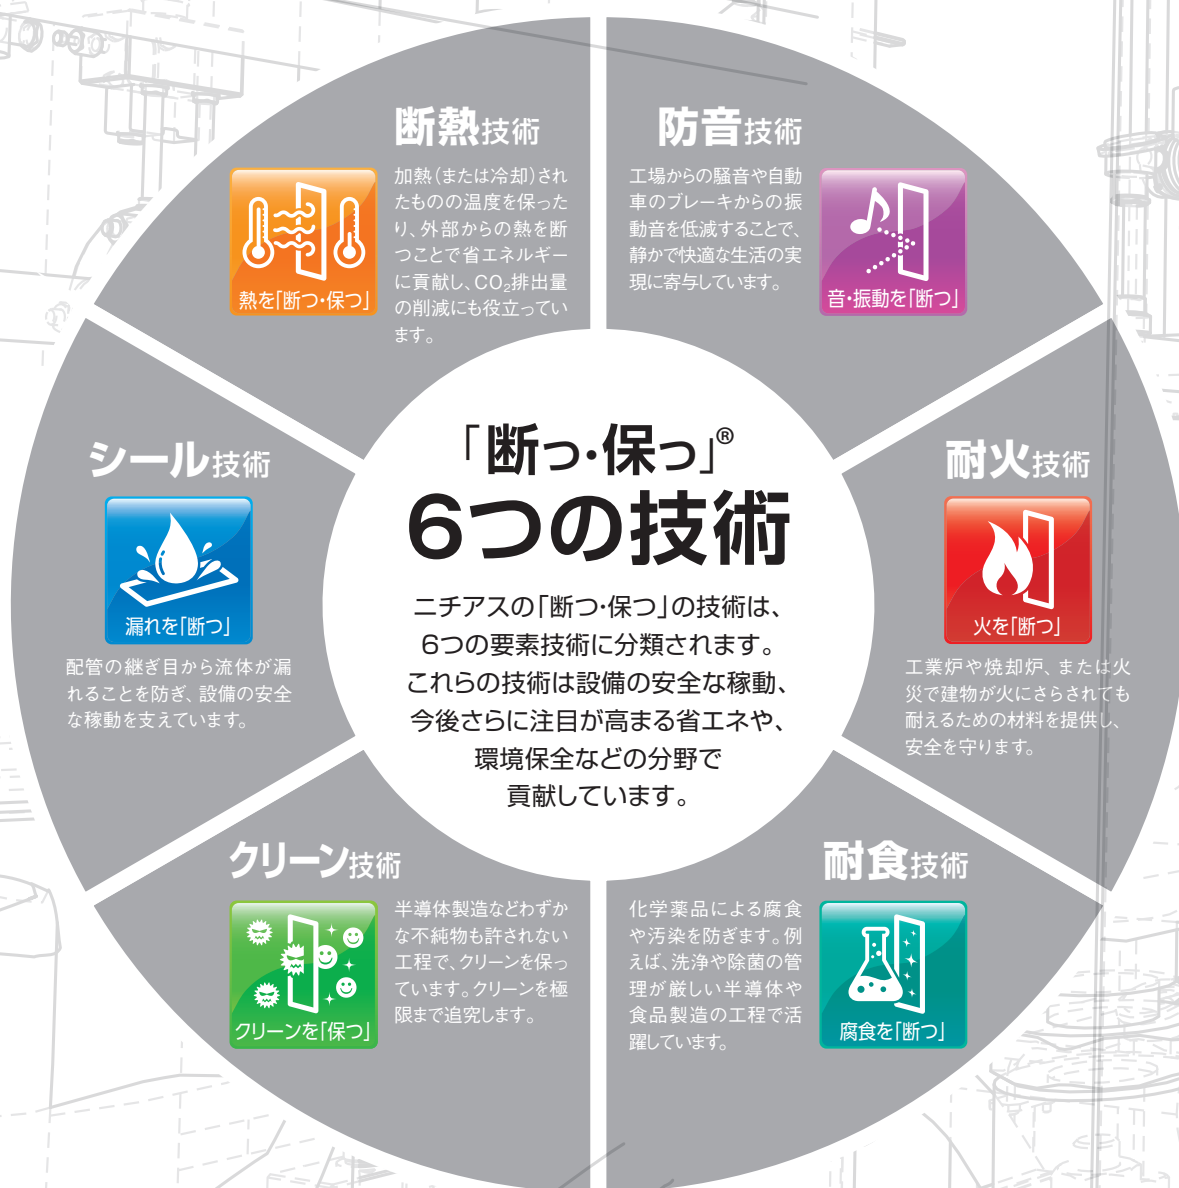 断熱技術
加熱（または冷却）され
たものの温度を保った
り、外部からの熱を断
つことで省エネルギー
に貢献し、CO₂排出量
の削減にも役立ってい
ます。
熱を｢断つ・保つ｣
防音技術
工場からの騒音や自動
車のブレーキからの振
動音を低減することで、
静かで快適な生活の実
現に寄与しています。
音・振動を｢断つ｣
シール技術
漏れを｢断つ｣
配管の継ぎ目から流体が漏
れることを防ぎ、設備の安全
な稼動を支えています。
「断つ・保つ」®
6つの技術
ニチアスの｢断つ・保つ｣の技術は、
6つの要素技術に分類されます。
これらの技術は設備の安全な稼動、
今後さらに注目が高まる省エネや、
環境保全などの分野で
貢献しています。
耐火技術
火を｢断つ｣
工業炉や焼却炉、または火
災で建物が火にさらされても
耐えるための材料を提供し、
安全を守ります。
クリーン技術
半導体製造などわずか
な不純物も許されない
工程で、クリーンを保っ
ています。クリーンを極
限まで追究します。
クリーンを｢保つ｣
耐食技術
化学薬品による腐食
や汚染を防ぎます。例
えば、洗浄や除菌の管
理が厳しい半導体や
食品製造の工程で活
躍しています。
腐食を｢断つ｣